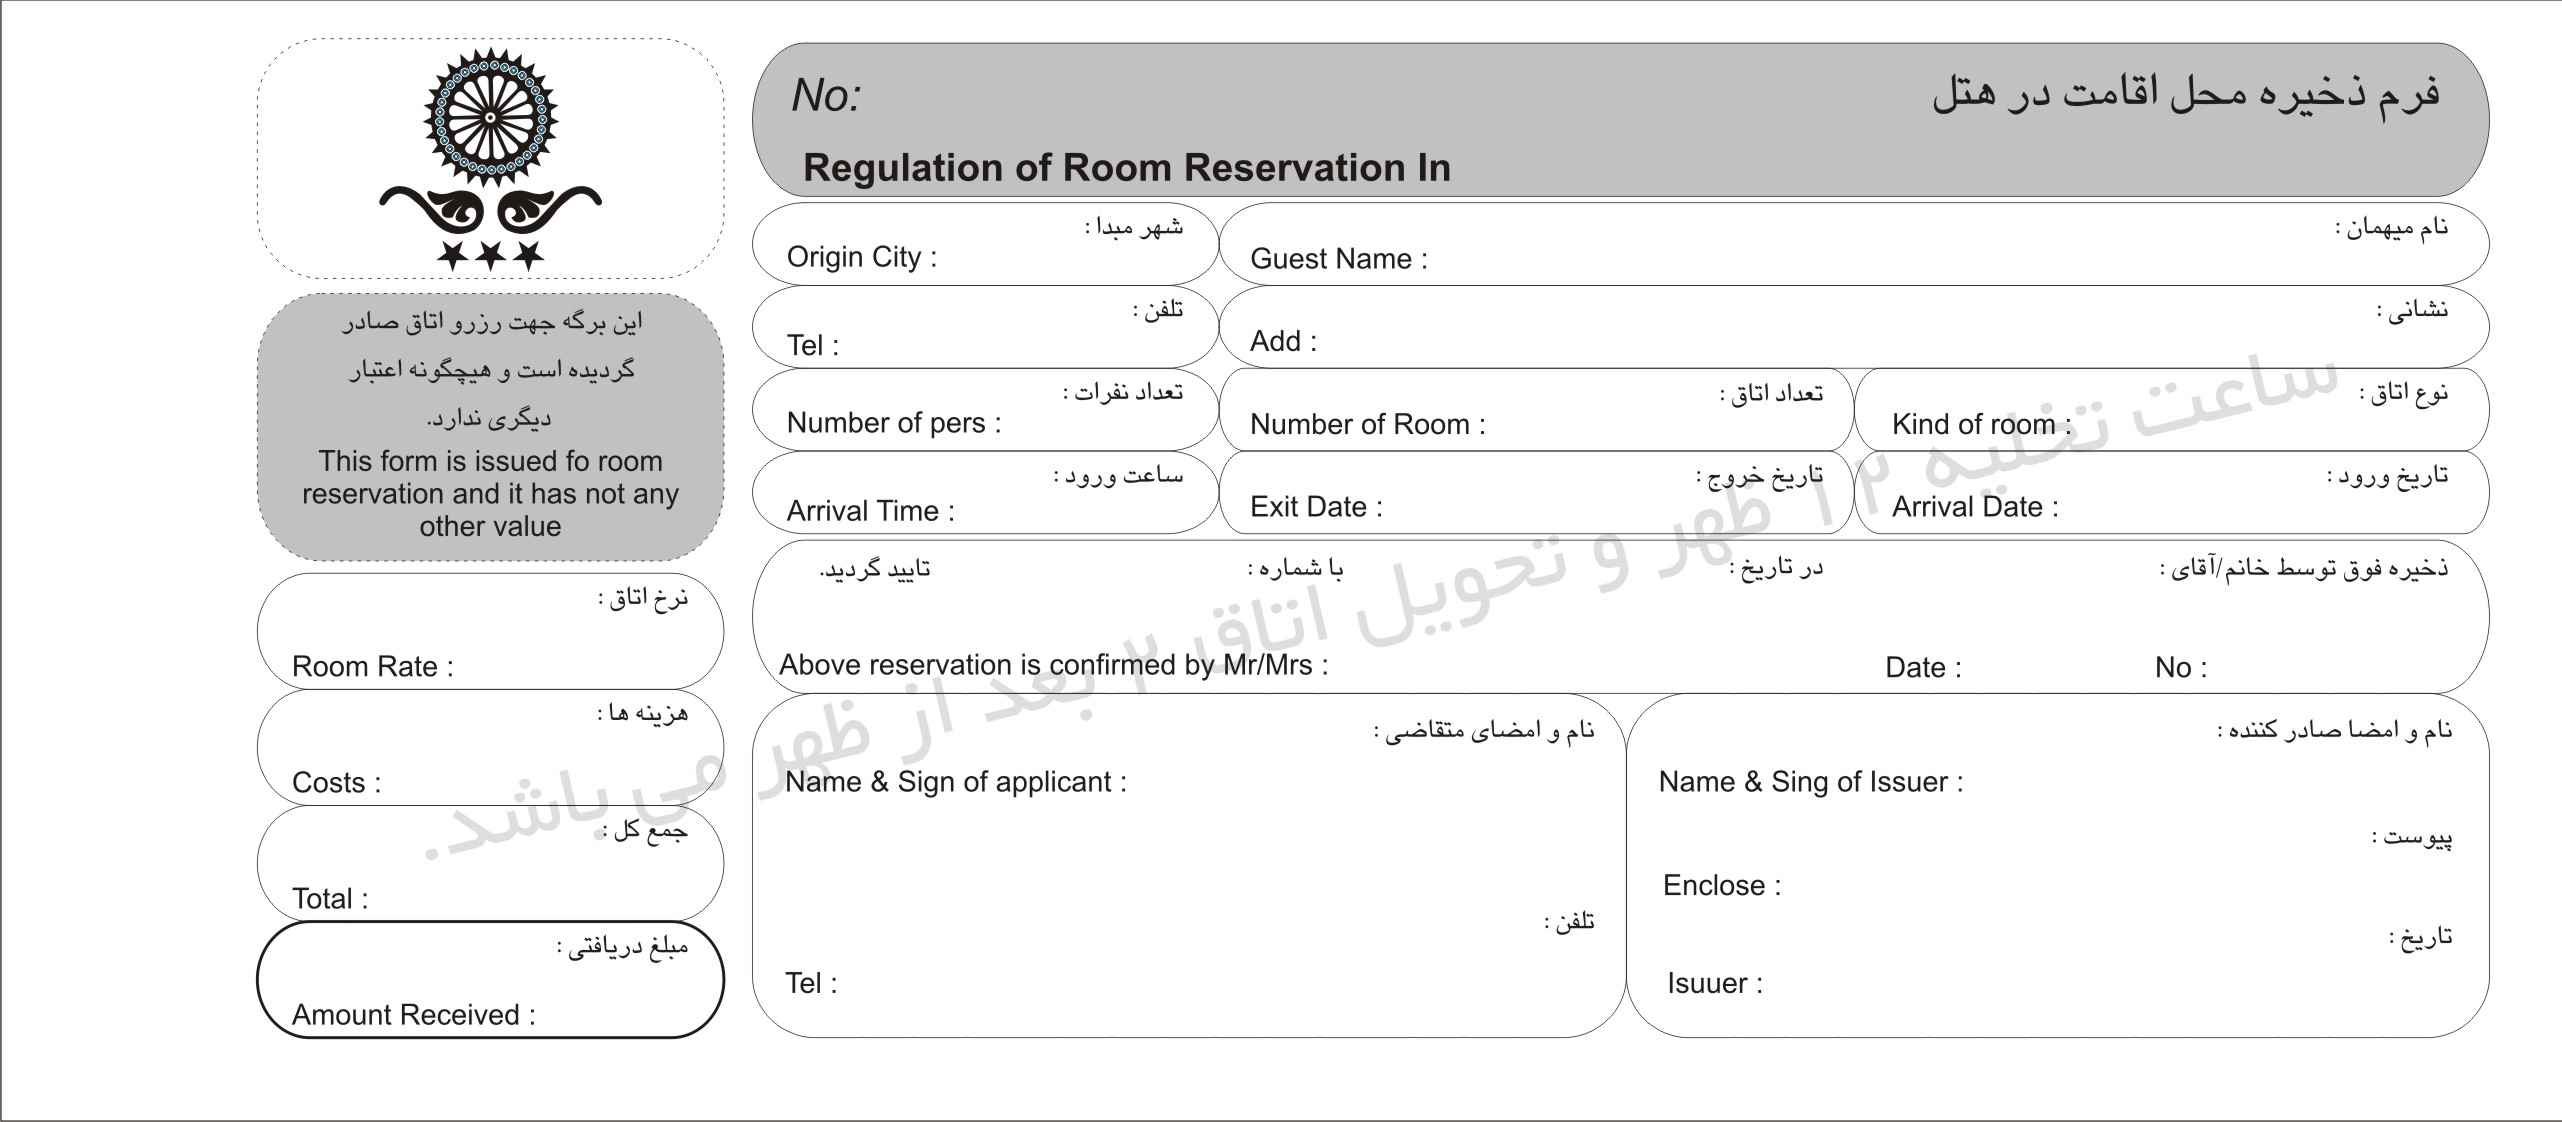 No:
فرم ذخیره محل اقامت در هتل
Regulation of Room Reservation In
نام میهمان :
Guest Name :
شهر مبدا :
Origin City :
نشانی :
Add :
تلفن :
Tel :
نوع اتاق :
Kind of room :
تعداد اتاق :
Number of Room :
تعداد نفرات :
Number of pers :
تاریخ ورود :
Arrival Date :
تاریخ خروج :
Exit Date :
ساعت ورود :
Arrival Time :
ذخیره فوق توسط خانم/آقای : در تاریخ : با شماره : تایید گردید.
Above reservation is confirmed by Mr/Mrs : Date : No :
نام و امضا صادر کننده :
Name & Sing of Issuer :
پیوست :
Enclose :
تاریخ :
Isuuer :
نام و امضای متقاضی :
Name & Sign of applicant :
تلفن :
Tel :
این برگه جهت رزرو اتاق صادر
گردیده است و هیچگونه اعتبار
دیگری ندارد.
This form is issued fo room
reservation and it has not any
other value
نرخ اتاق :
Room Rate :
هزینه ها :
Costs :
جمع کل :
Total :
مبلغ دریافتی :
Amount Received :
ساعت تخلیه ۱۲ ظهر و تحویل اتاق ۲ بعد از ظهر می باشد.